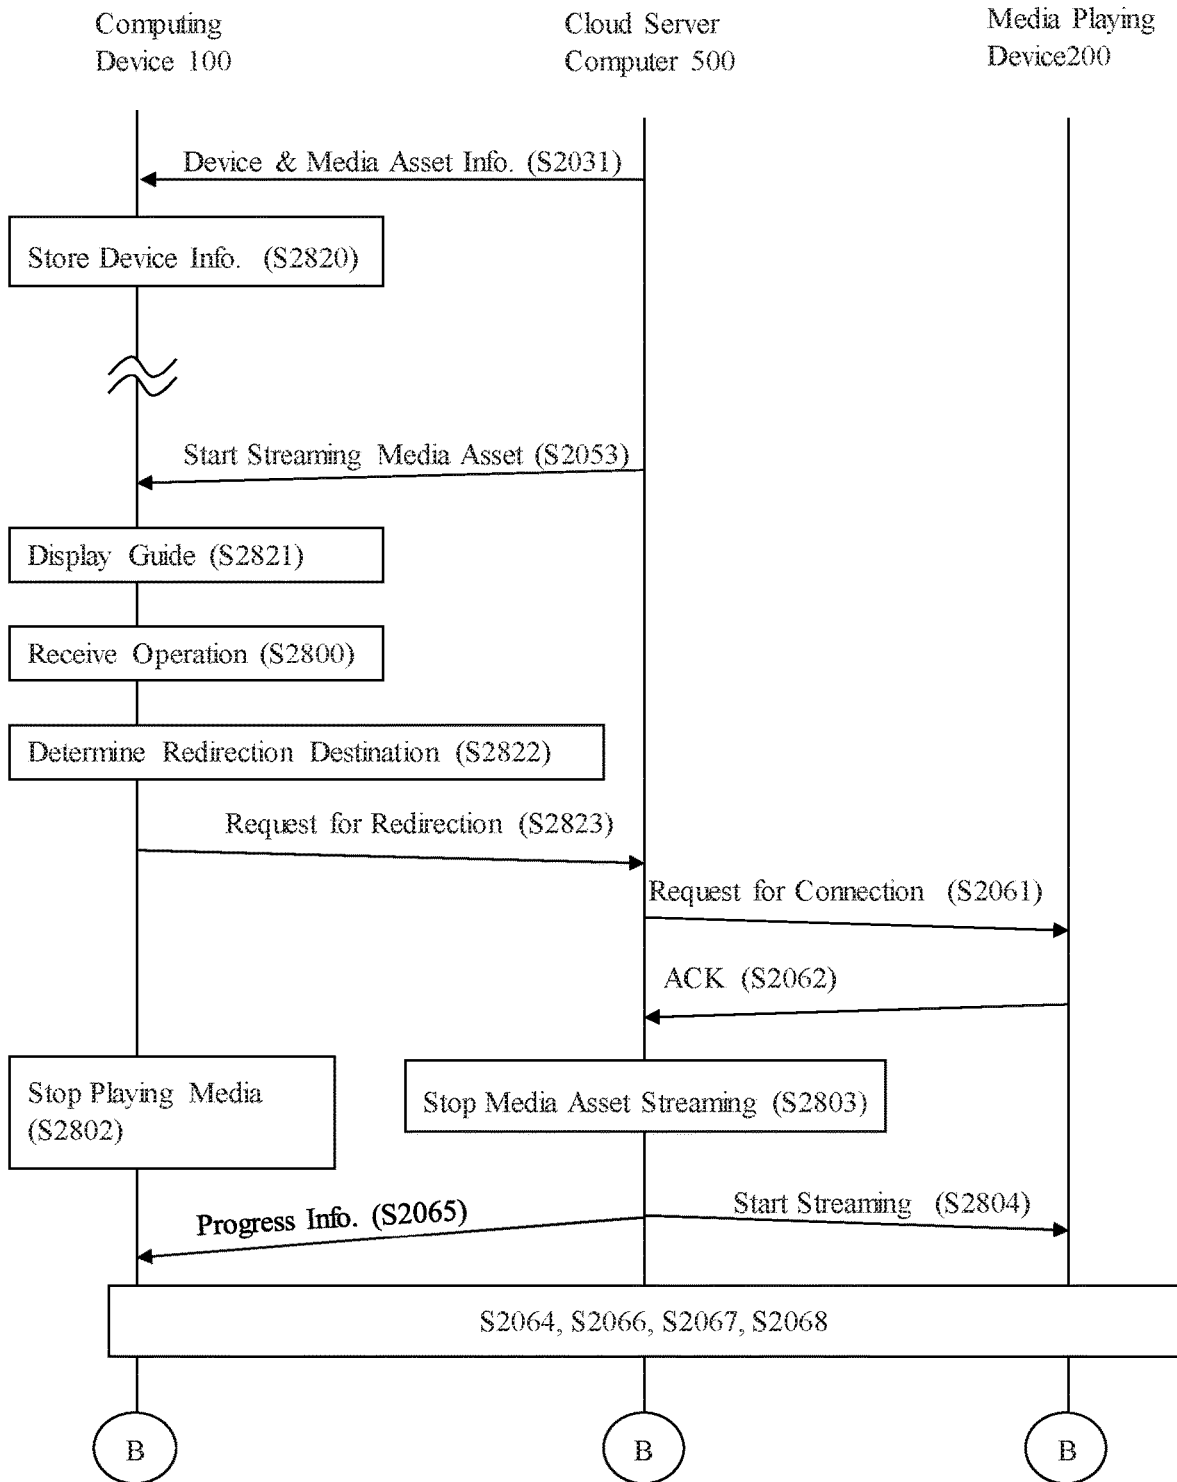 Computing
Device 100
Cloud Server
Computer 500
Media Playing
Device200
Device & Media Asset Info. (S2031)
Store Device Info. (S2820)
Start Streaming Media Asset (S2053)
Display Guide (S2821)
Receive Operation (S2800)
Determine Redirection Destination (S2822)
Request for Redirection (S2823)
Request for Connection (S2061)
ACK (S2062)
Stop Playing Media
(S2802)
Stop Media Asset Streaming (S2803)
Progress Info. (S2065)
Start Streaming (S2804)
S2064, S2066, S2067, S2068
B
B
B